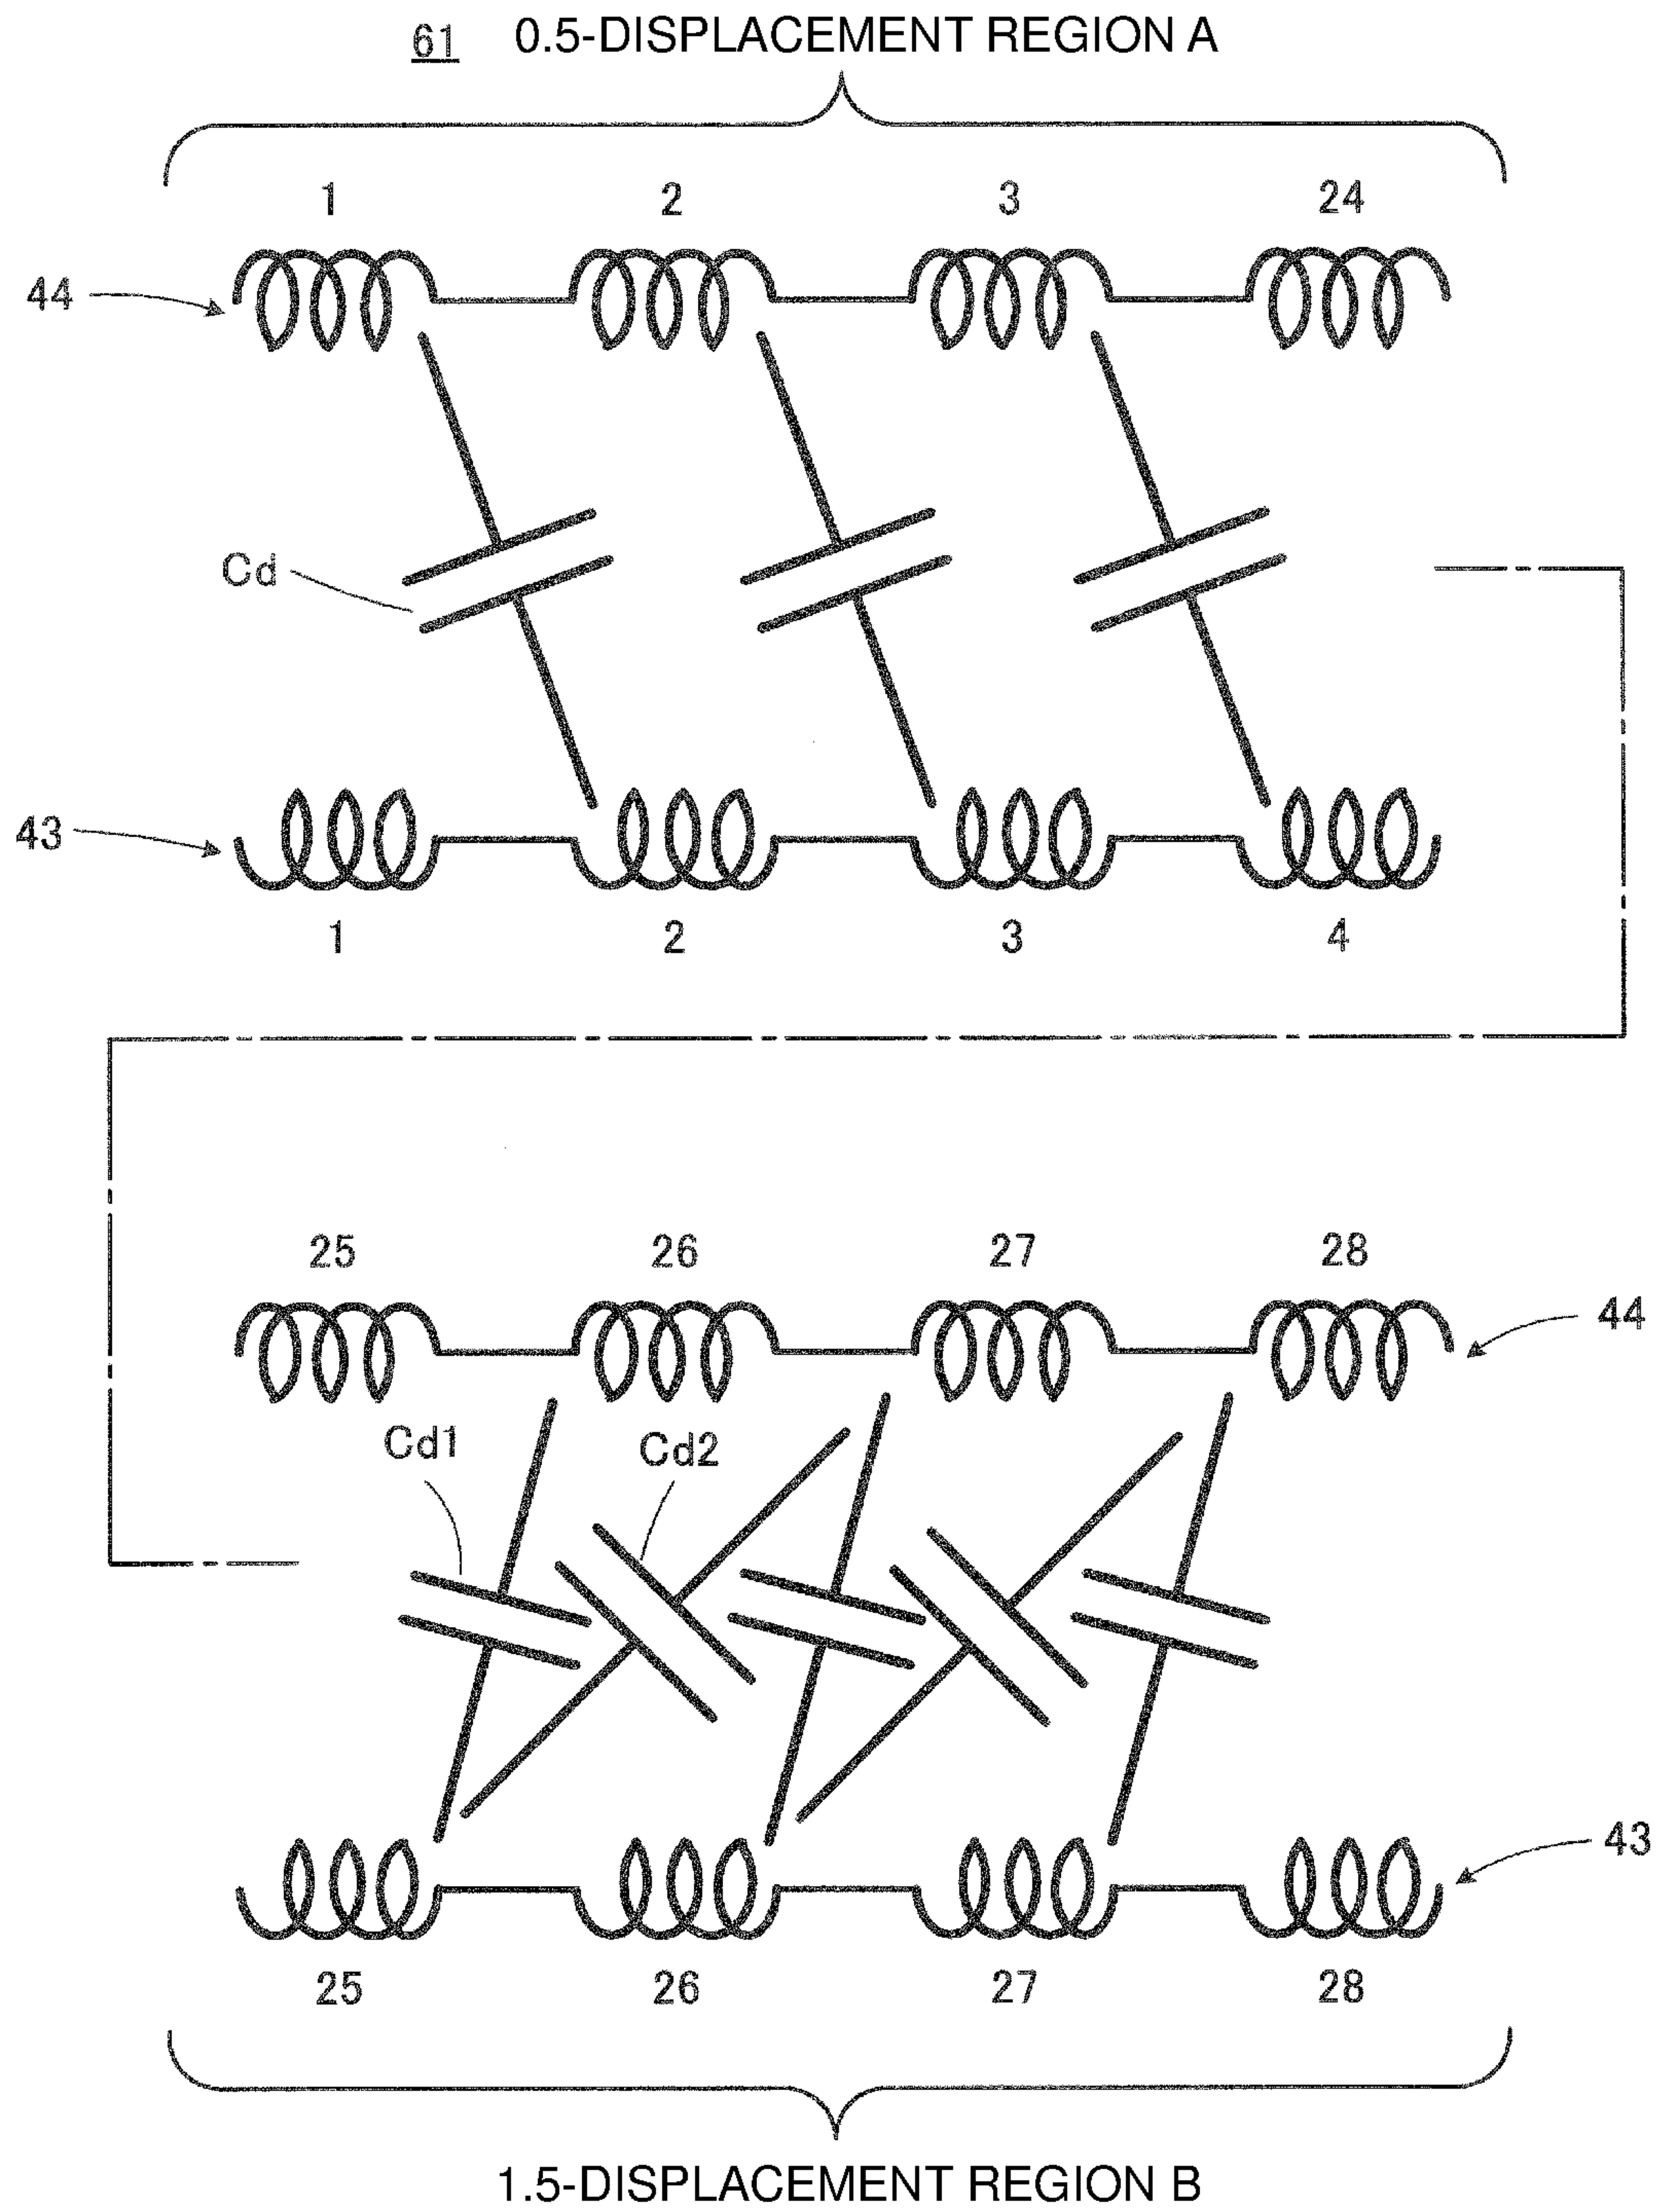 61 0.5-DISPLACEMENT REGION A
1 2 3 24
44
Cd
43
1 2 3 4
25 26 27 28
44
Cd1 Cd2
43
25 26 27 28
1.5-DISPLACEMENT REGION B